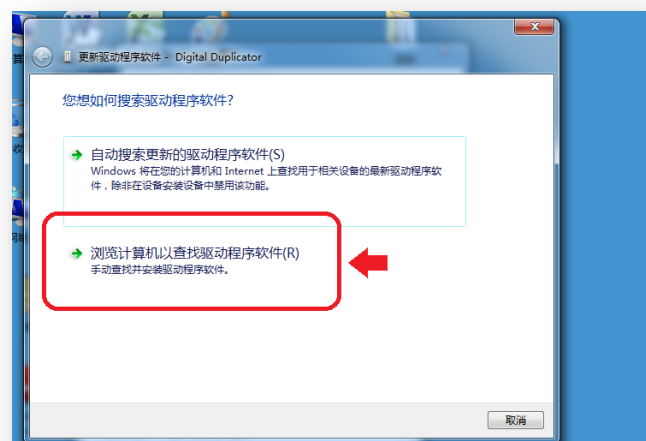 更新驱动程序软件 - Digital Duplicator
您想如何搜索驱动程序软件?
自动搜索更新的驱动程序软件(S)
Windows 将在您的计算机和 Internet 上查找用于相关设备的最新驱动程序软
件，除非在设备安装设备中禁用该功能。
浏览计算机以查找驱动程序软件(R)
手动查找并安装驱动程序软件。
取消